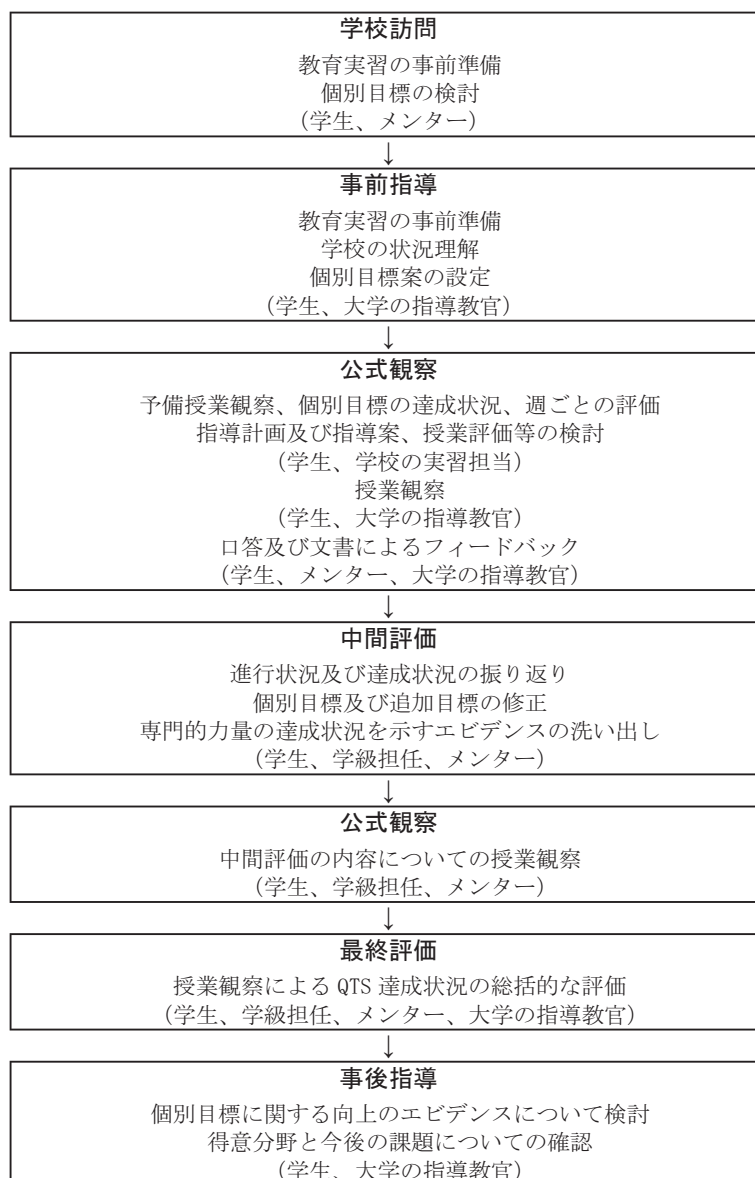 学校訪問
教育実習の事前準備
個別目標の検討
（学生、メンター）
↓
事前指導
教育実習の事前準備
学校の状況理解
個別目標案の設定
（学生、大学の指導教官）
↓
公式観察
予備授業観察、個別目標の達成状況、週ごとの評価
指導計画及び指導案、授業評価等の検討
（学生、学校の実習担当）
授業観察
（学生、大学の指導教官）
口答及び文書によるフィードバック
（学生、メンター、大学の指導教官）
↓
中間評価
進行状況及び達成状況の振り返り
個別目標及び追加目標の修正
専門的力量の達成状況を示すエビデンスの洗い出し
（学生、学級担任、メンター）
↓
公式観察
中間評価の内容についての授業観察
（学生、学級担任、メンター）
↓
最終評価
授業観察による QTS 達成状況の総括的な評価
（学生、学級担任、メンター、大学の指導教官）
↓
事後指導
個別目標に関する向上のエビデンスについて検討
得意分野と今後の課題についての確認
（学生、大学の指導教官）